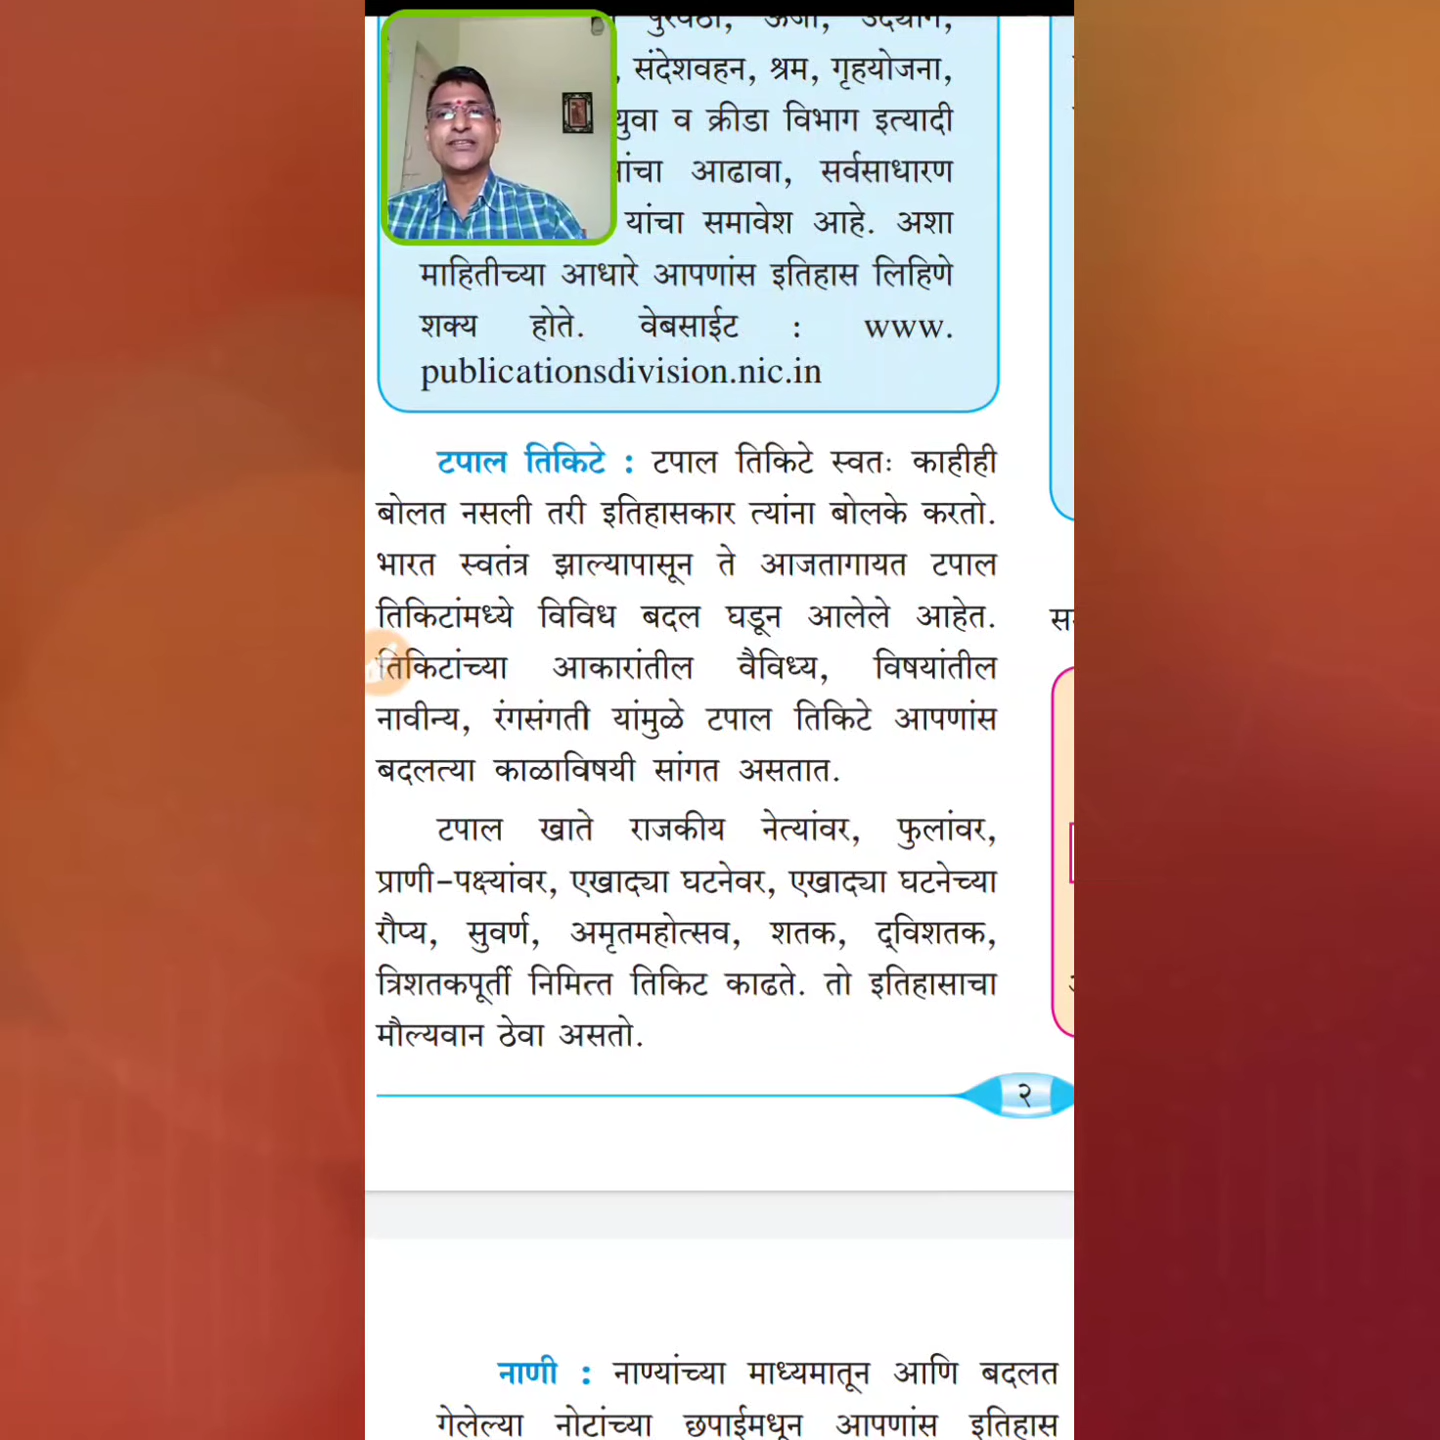 पुरवठा, ऊर्जा, उद्योग,
संदेशवहन, श्रम, गृहयोजना,
युवा व क्रीडा विभाग इत्यादी
आढावा, सर्वसाधारण
यांचा समावेश आहे. अशा
माहितीच्या आधारे आपणांस इतिहास लिहिणे
शक्य होते. वेबसाईट : www.
publicationsdivision.nic.in
टपाल तिकिटे : टपाल तिकिटे स्वतः काहीही
बोलत नसली तरी इतिहासकार त्यांना बोलके करतो.
भारत स्वतंत्र झाल्यापासून ते आजतागायत टपाल
तिकिटांमध्ये विविध बदल घडून आलेले आहेत.
तिकिटांच्या आकारांतील वैविध्य, विषयांतील
नावीन्य, रंगसंगती यांमुळे टपाल तिकिटे आपणांस
बदलत्या काळाविषयी सांगत असतात.
टपाल खाते राजकीय नेत्यांवर, फुलांवर,
प्राणी-पक्ष्यांवर, एखाद्या घटनेवर, एखाद्या घटनेच्या
रौप्य, सुवर्ण, अमृतमहोत्सव, शतक, द्‌विशतक,
त्रिशतकपूर्ती निमित्त तिकिट काढते. तो इतिहासाचा
मौल्यवान ठेवा असतो.
२
नाणी : नाण्यांच्या माध्यमातून आणि बदलत
गेलेल्या नोटांच्या छपाईमधून आपणांस इतिहास